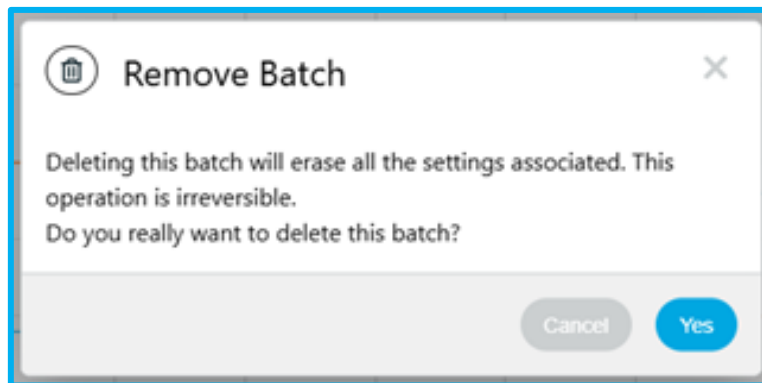 Remove Batch
Deleting this batch will erase all the settings associated. This
operation is irreversible.
Do you really want to delete this batch?
Cancel
Yes